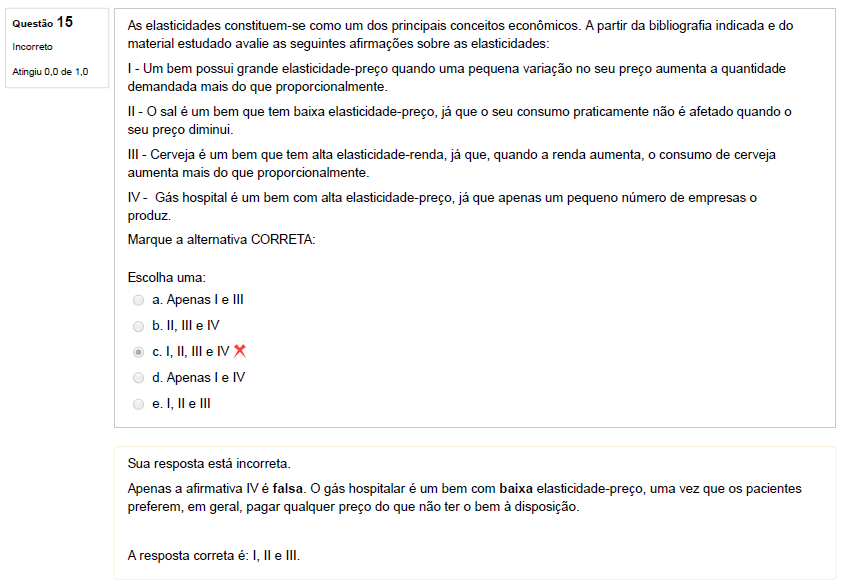 Questão 15
Incorreto
Atingiu 0,0 de 1,0
As elasticidades constituem-se como um dos principais conceitos econômicos. A partir da bibliografia indicada e do
material estudado avalie as seguintes afirmações sobre as elasticidades:
I - Um bem possui grande elasticidade-preço quando uma pequena variação no seu preço aumenta a quantidade
demandada mais do que proporcionalmente.
II - O sal é um bem que tem baixa elasticidade-preço, já que o seu consumo praticamente não é afetado quando o
seu preço diminui.
III - Cerveja é um bem que tem alta elasticidade-renda, já que, quando a renda aumenta, o consumo de cerveja
aumenta mais do que proporcionalmente.
IV - Gás hospital é um bem com alta elasticidade-preço, já que apenas um pequeno número de empresas o
produz.
Marque a alternativa CORRETA:
Escolha uma:
a. Apenas I e III
b. II, III e IV
c. I, II, III e IV
d. Apenas I e IV
e. I, II e III
Sua resposta está incorreta.
Apenas a afirmativa IV é falsa. O gás hospitalar é um bem com baixa elasticidade-preço, uma vez que os pacientes
preferem, em geral, pagar qualquer preço do que não ter o bem à disposição.
A resposta correta é: I, II e III.